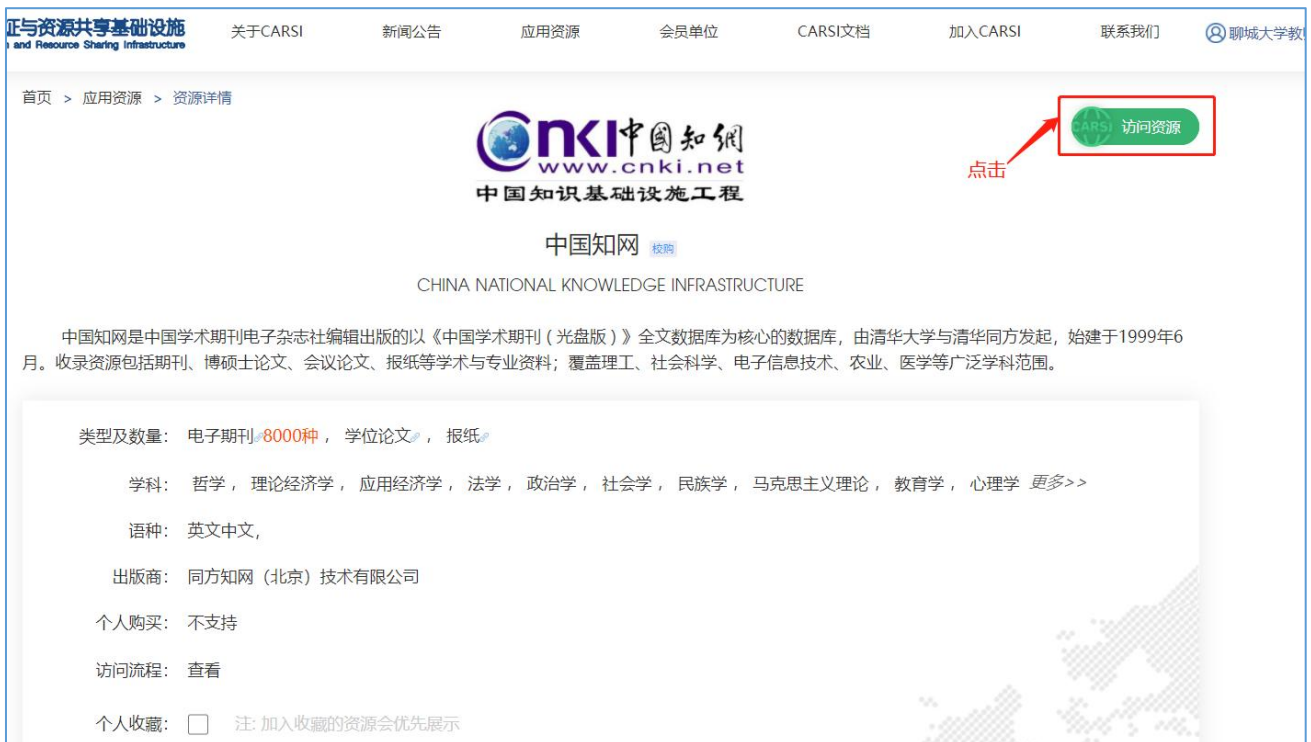 证与资源共享基础设施
and Resource Sharing Infrastructure
关于CARSI 新闻公告 应用资源 会员单位 CARSI文档 加入CARSI 联系我们 聊城大学教
首页 > 应用资源 > 资源详情
CNKI中国知网
www.cnki.net
中国知识基础设施工程
CARSI 访问资源
点击
中国知网 校购
CHINA NATIONAL KNOWLEDGE INFRASTRUCTURE
中国知网是中国学术期刊电子杂志社编辑出版的以《中国学术期刊 ( 光盘版 ) 》全文数据库为核心的数据库，由清华大学与清华同方发起，始建于1999年6
月。收录资源包括期刊、博硕士论文、会议论文、报纸等学术与专业资料；覆盖理工、社会科学、电子信息技术、农业、医学等广泛学科范围。
类型及数量： 电子期刊 8000种 ， 学位论文 ， 报纸
学科： 哲学 ， 理论经济学 ， 应用经济学 ， 法学 ， 政治学 ， 社会学 ， 民族学 ， 马克思主义理论 ， 教育学 ， 心理学 更多>>
语种： 英文中文,
出版商： 同方知网（北京）技术有限公司
个人购买： 不支持
访问流程： 查看
个人收藏： 注: 加入收藏的资源会优先展示